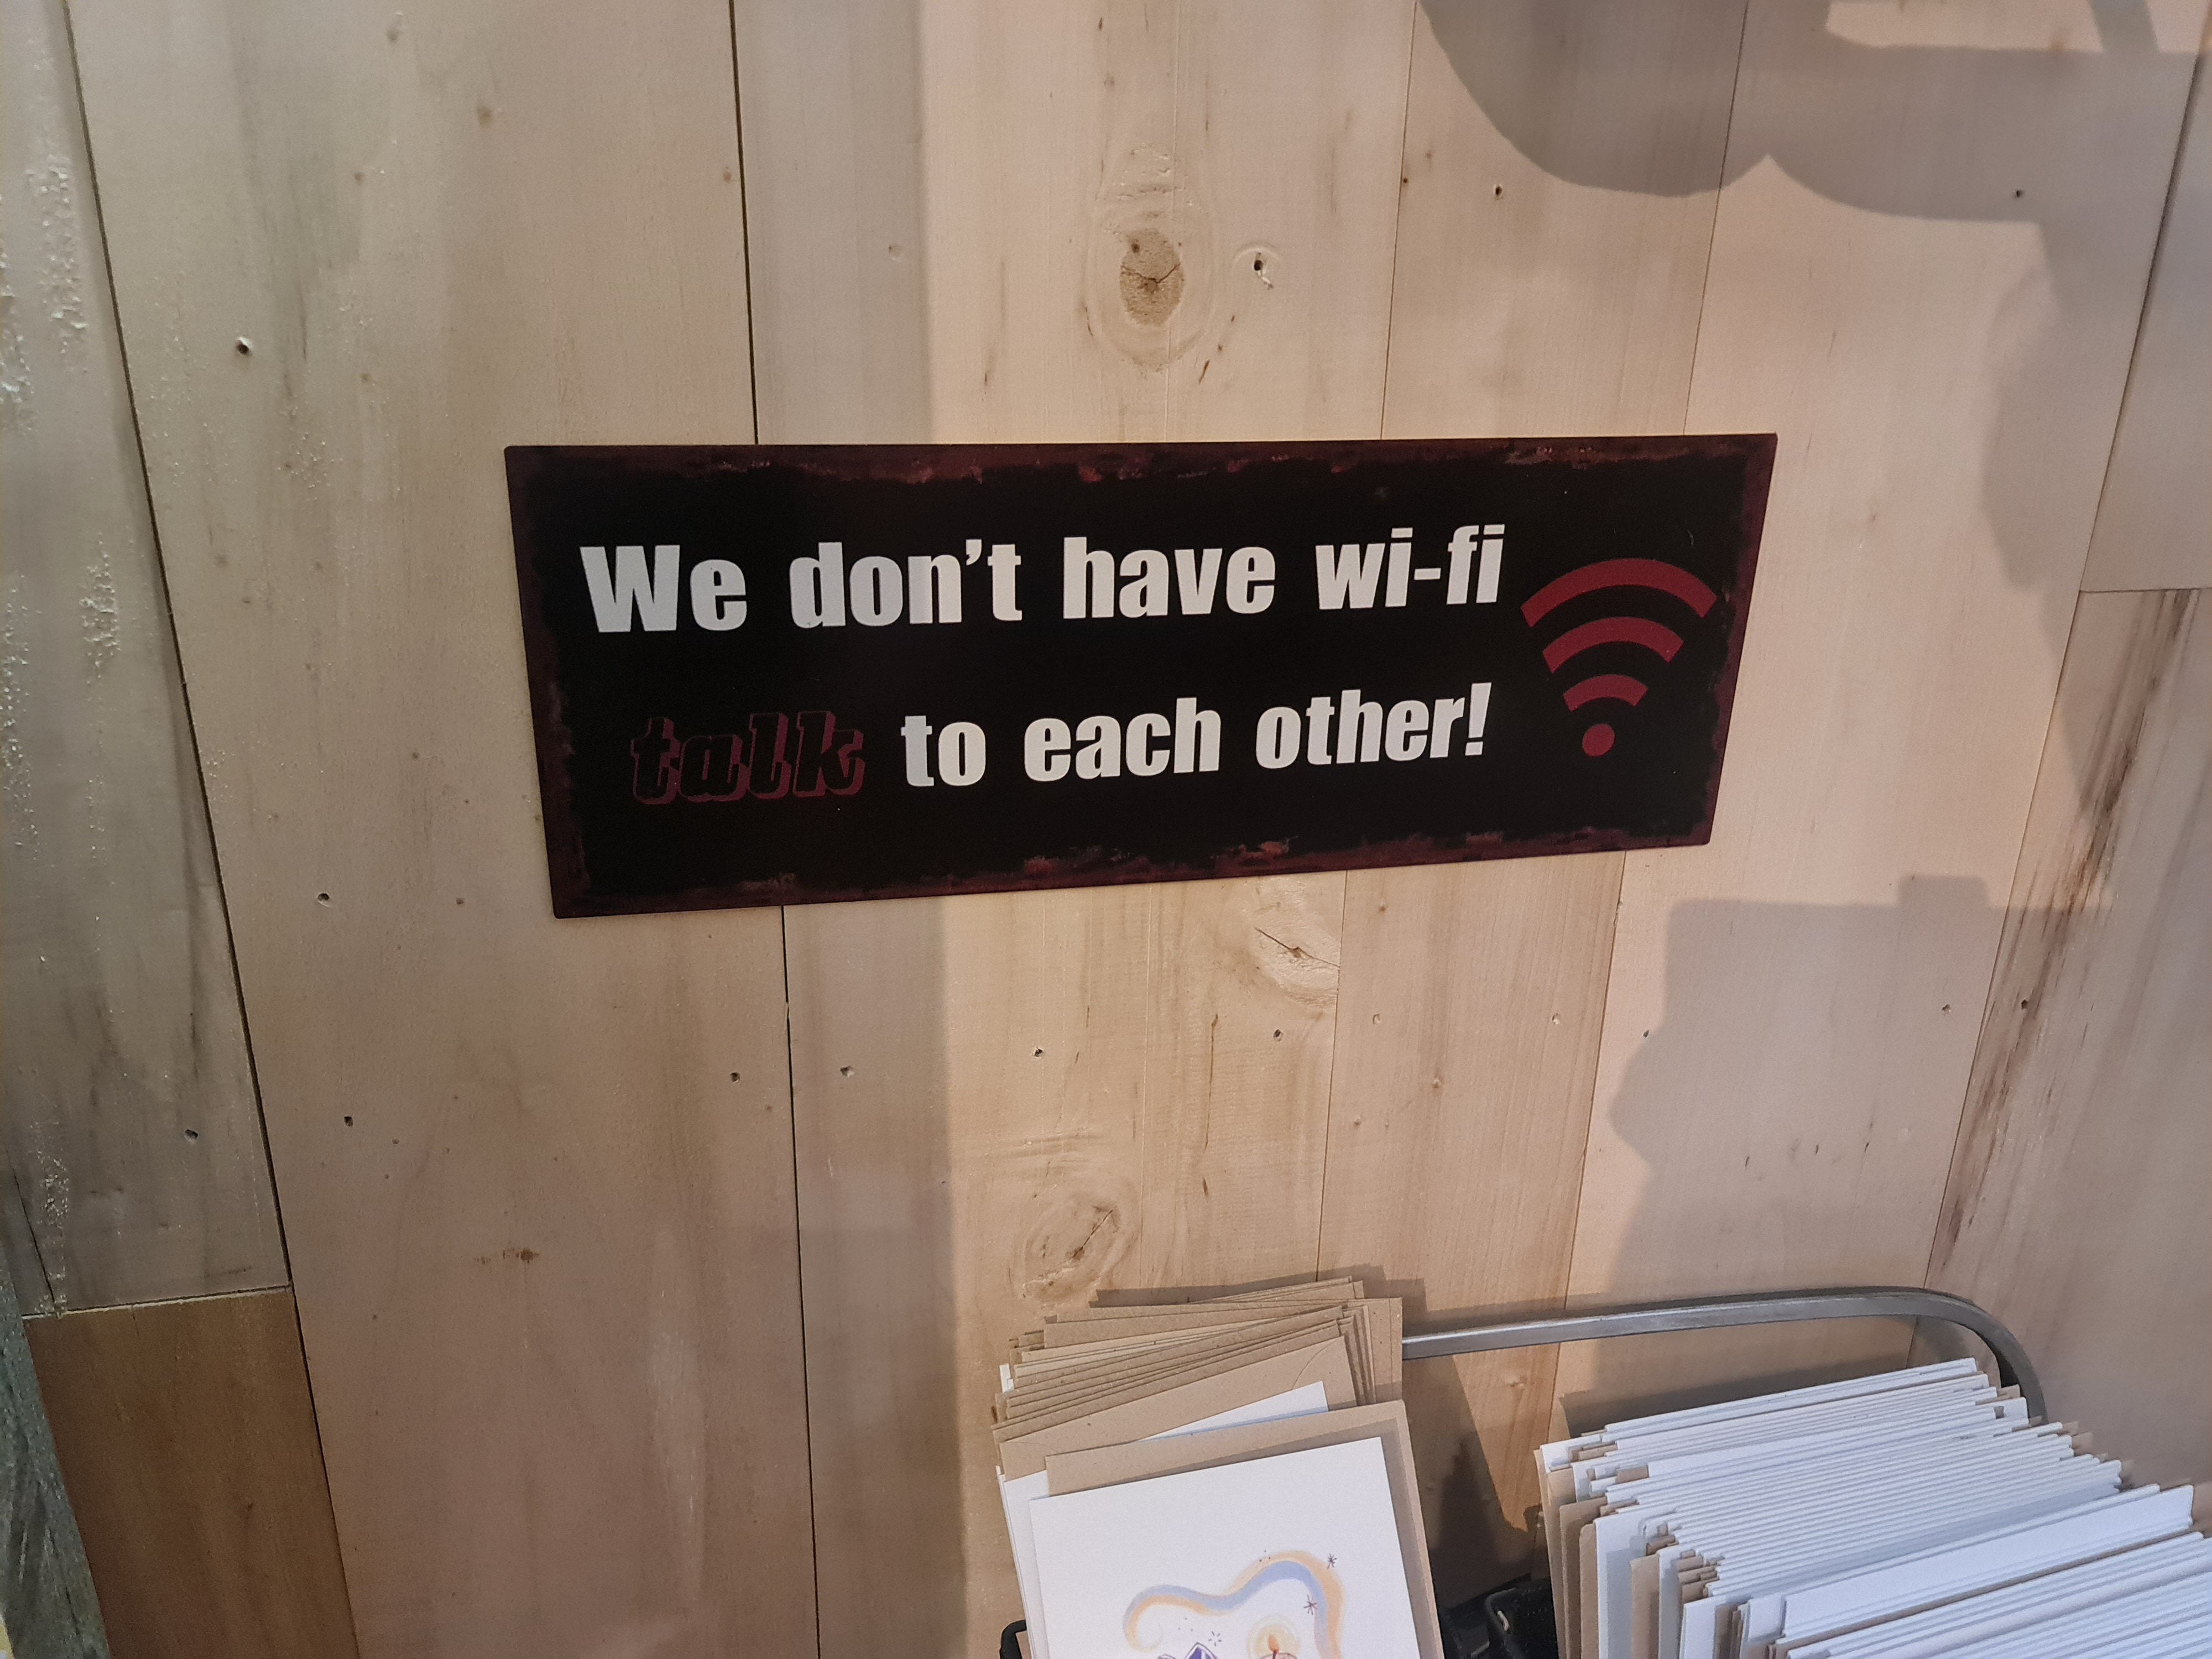 We don't have wi-fi
talk to each other!